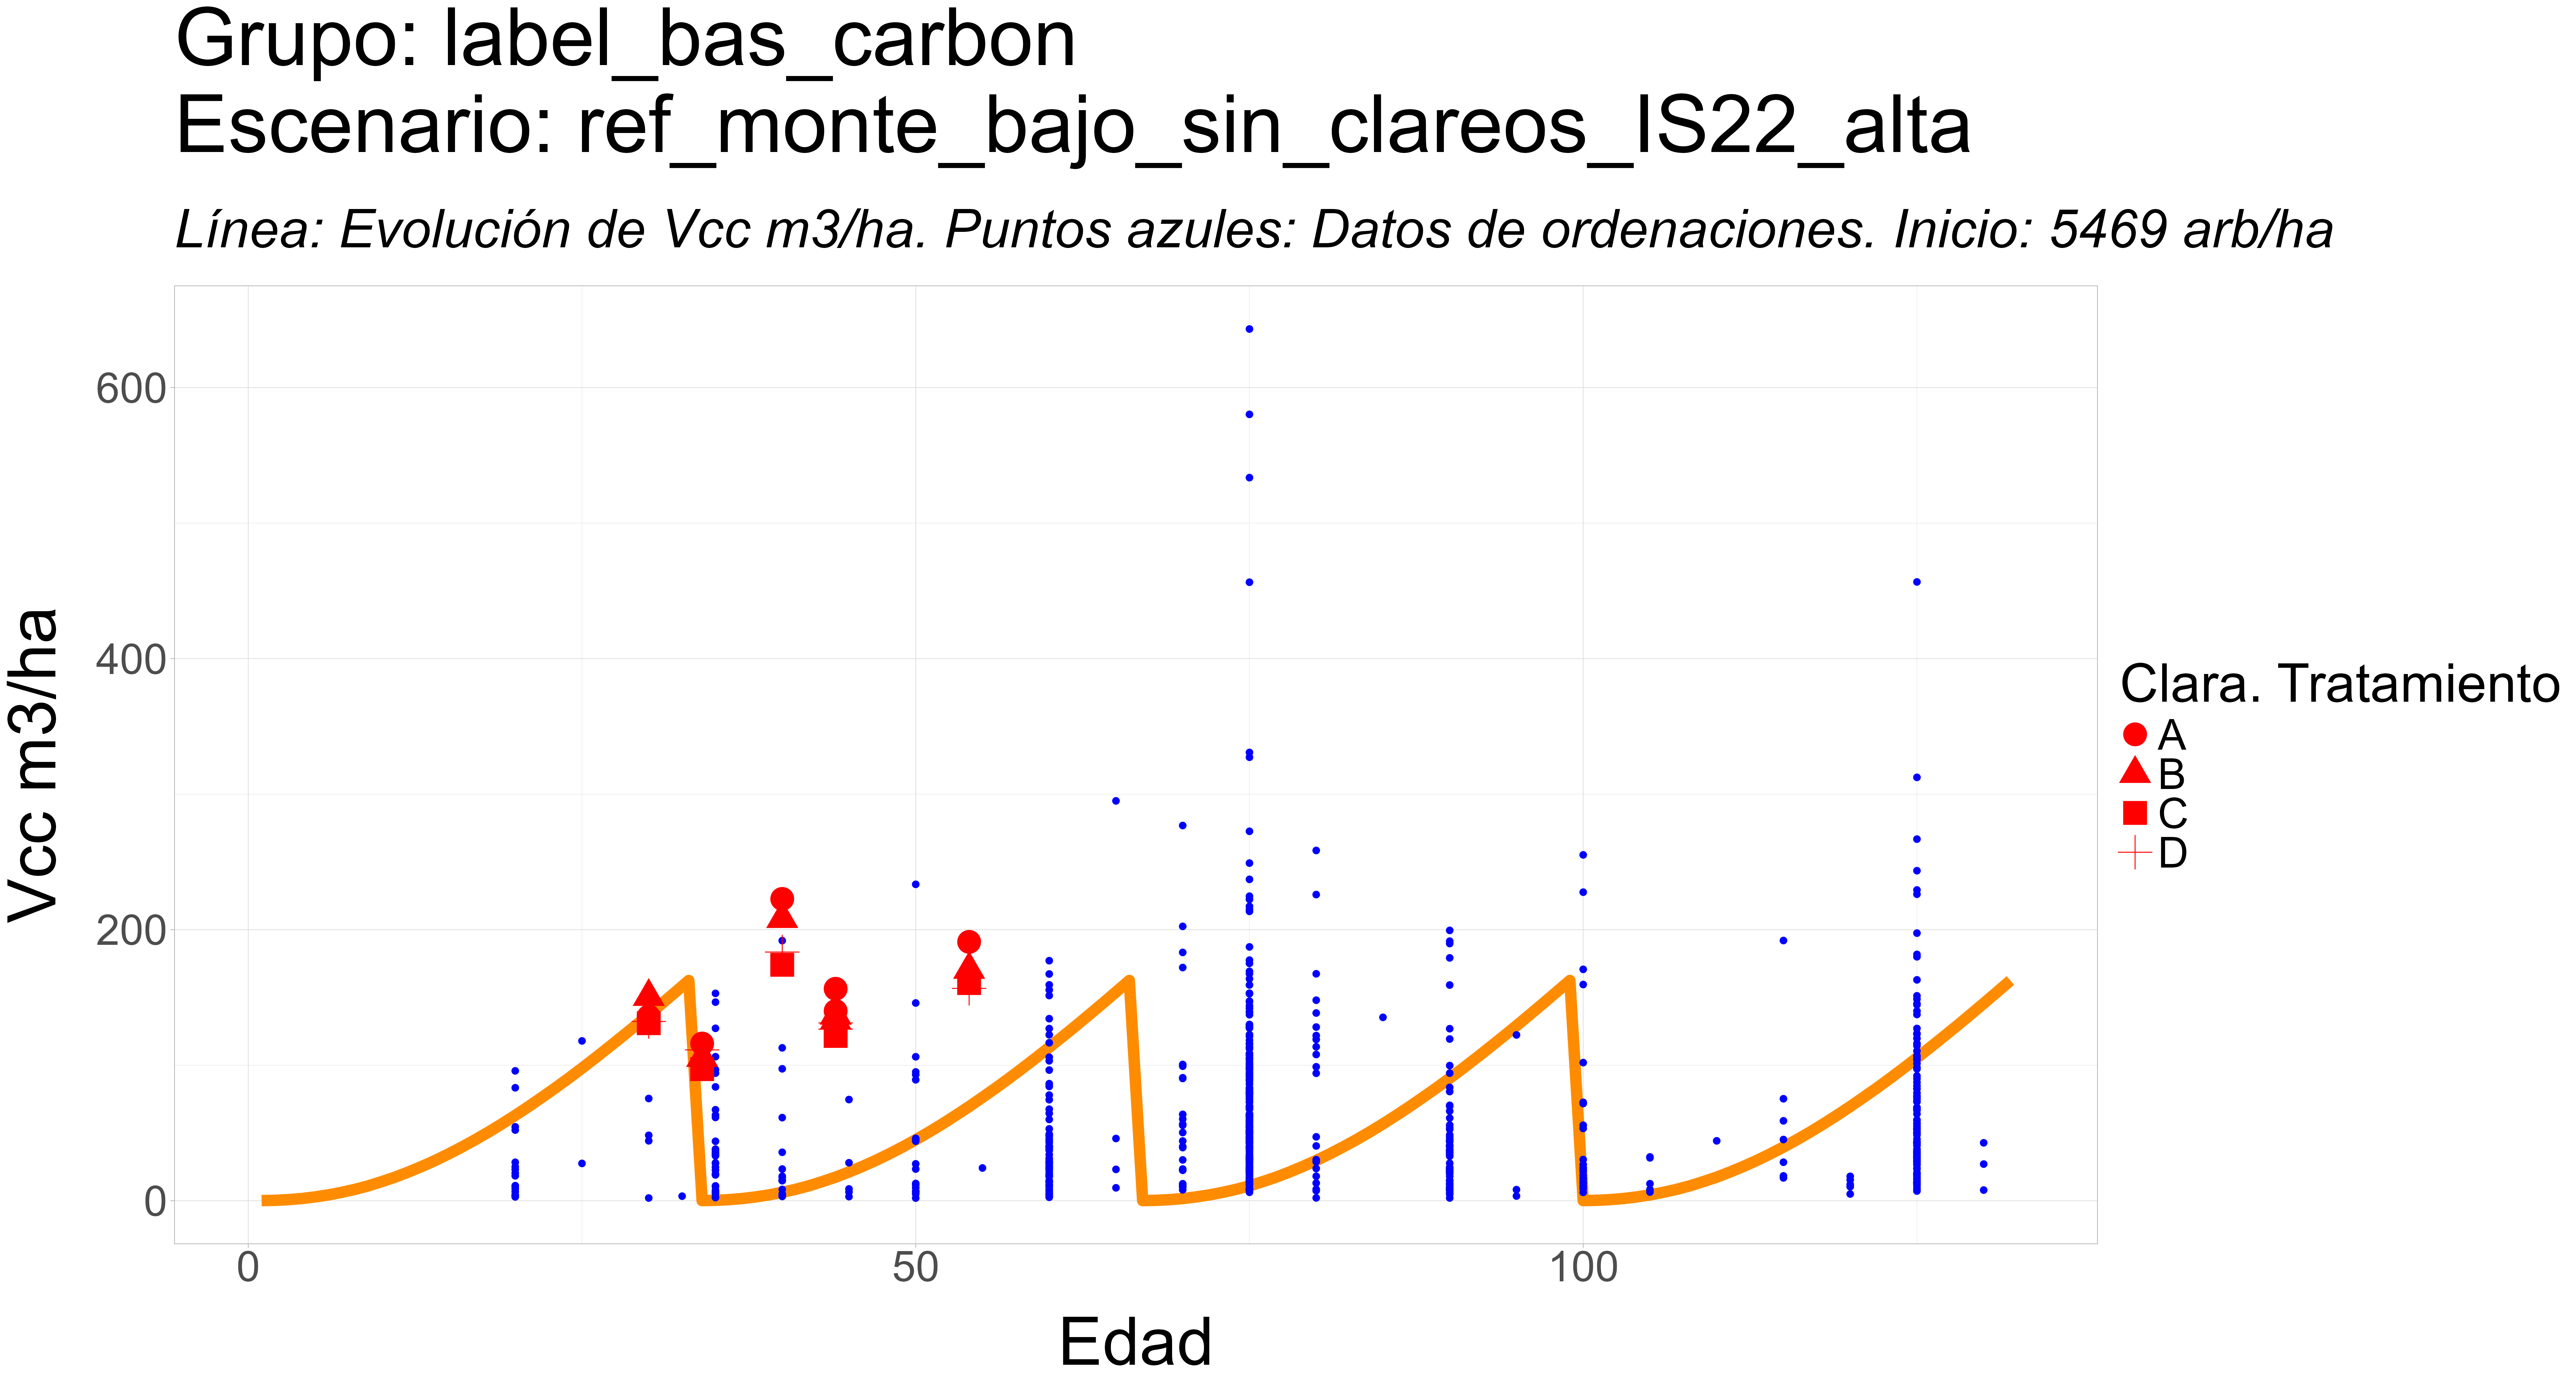 Grupo: label_bas_carbon
Escenario: ref_monte_bajo_sin_clareos_IS22_alta
Línea: Evolución de Vcc m3/ha. Puntos azules: Datos de ordenaciones. Inicio: 5469 arb/ha
Vcc m3/ha
600
400
200
0
0
50
100
Edad
Clara. Tratamiento
A
B
C
D